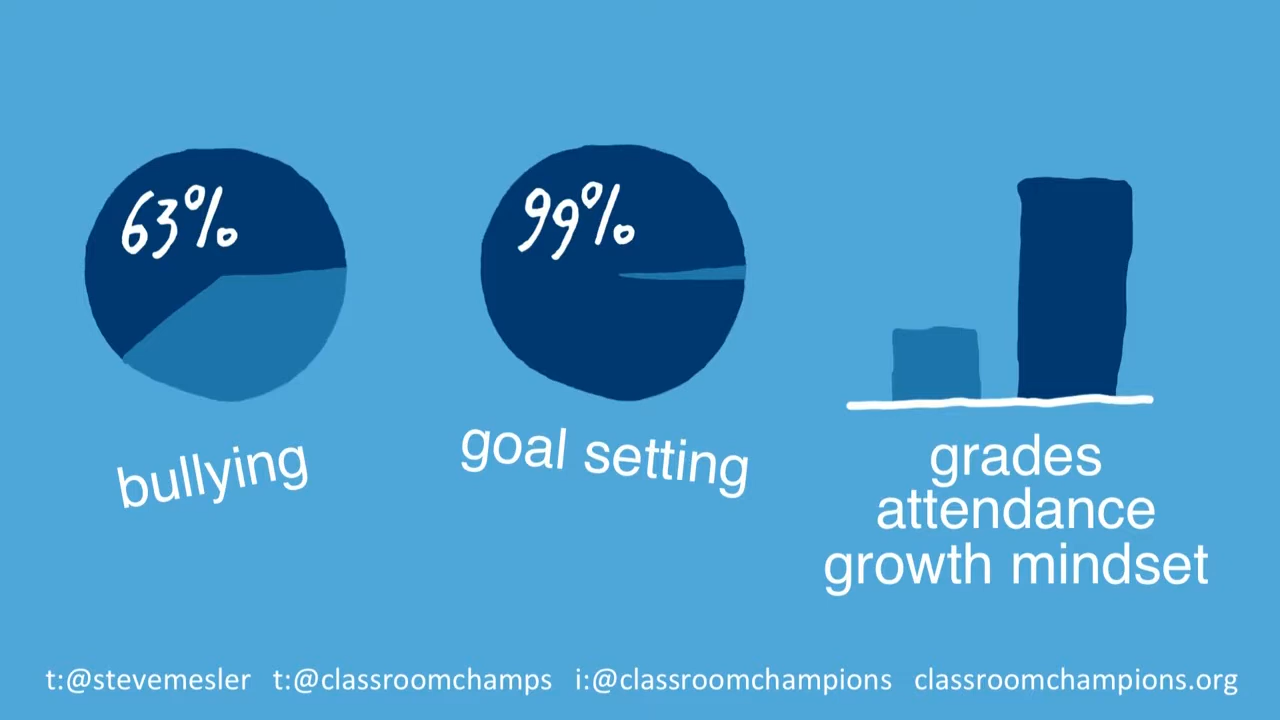 63%
99%
bullying
goal setting
grades
attendance
growth mindset
t:@stevemesler t:@classroomchamps i:@classroomchampions classroomchampions.org